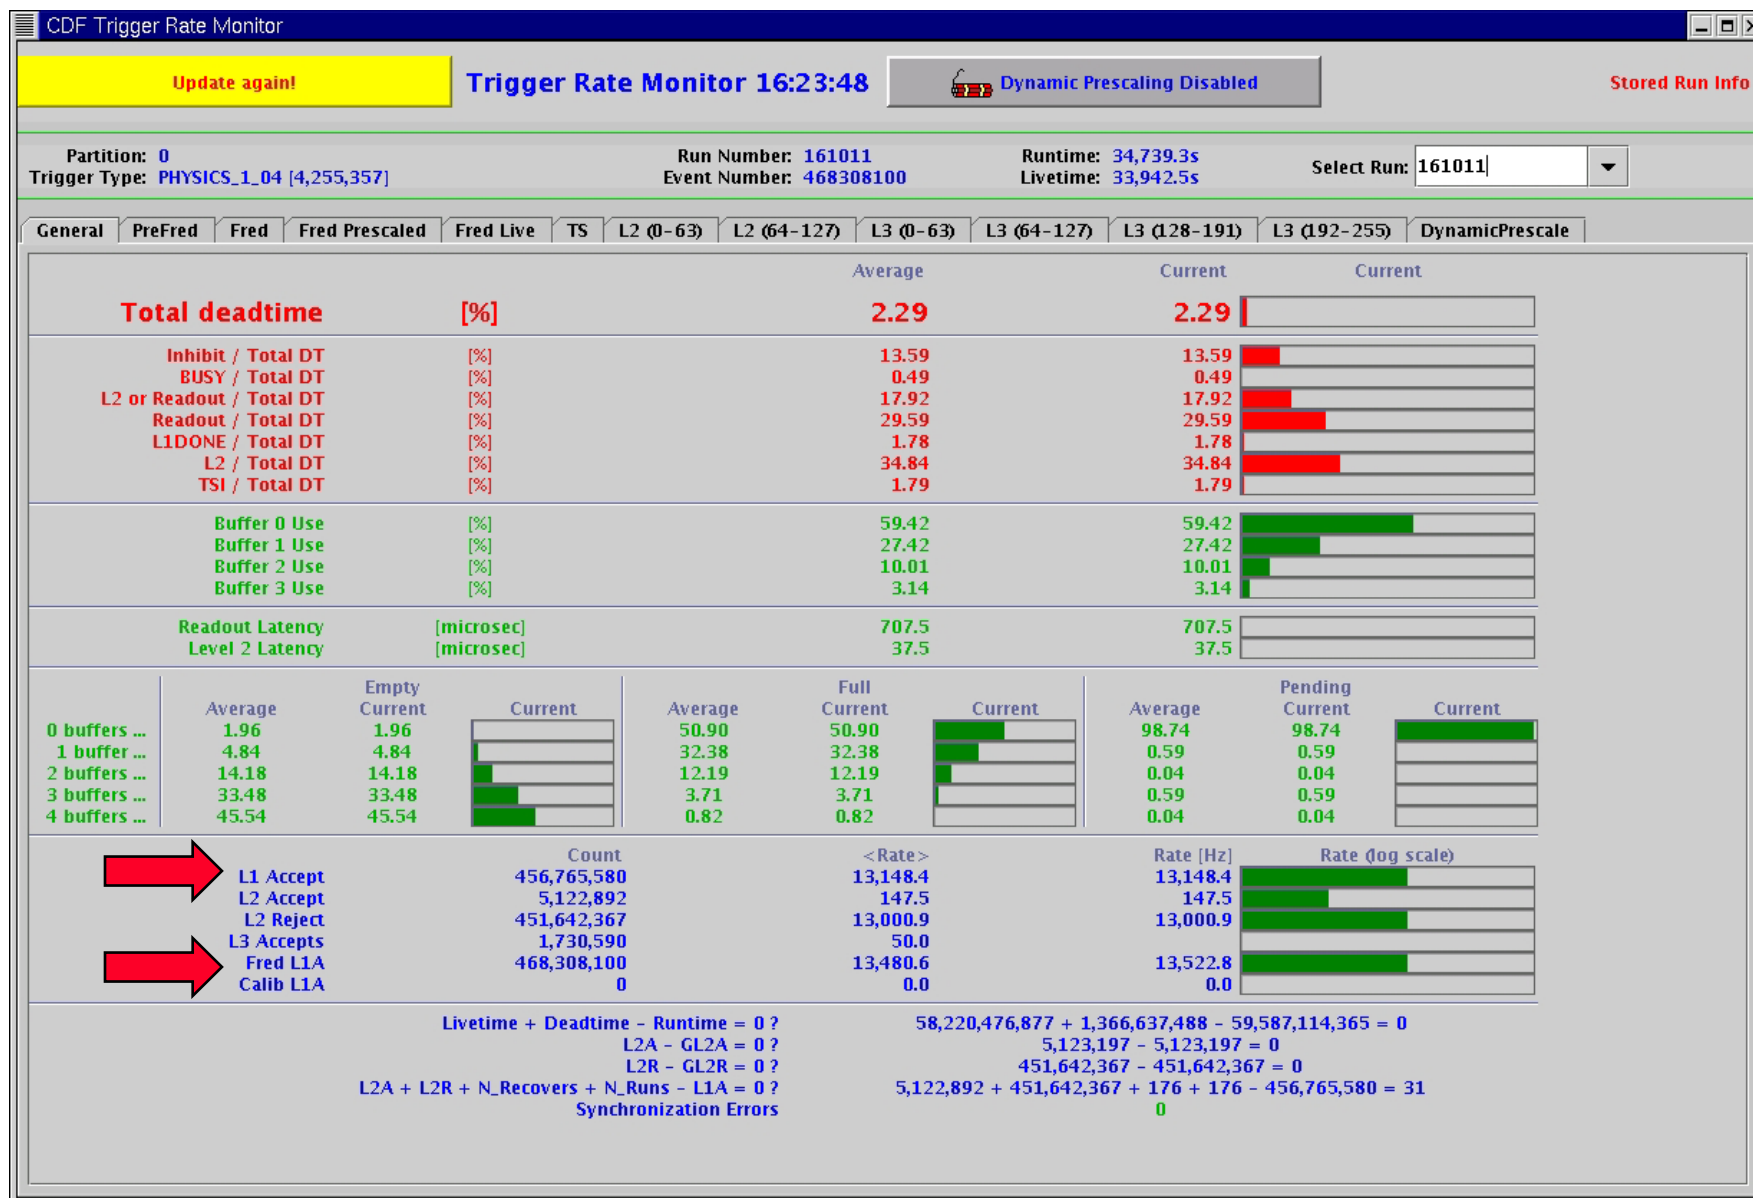 CDF Trigger Rate Monitor
Update again! Trigger Rate Monitor 16:23:48 Dynamic Prescaling Disabled Stored Run Info
Partition: 0 Run Number: 161011 Runtime: 34,739.3s
Trigger Type: PHYSICS_1_04 [4,255,357] Event Number: 468308100 Livetime: 33,942.5s Select Run: 161011
General PreFred Fred Fred Prescaled Fred Live TS L2 (0-63) L2 (64-127) L3 (0-63) L3 (64-127) L3 (128-191) L3 (192-255) DynamicPrescale
Average Current Current
Total deadtime [%] 2.29 2.29
Inhibit / Total DT [%] 13.59 13.59
BUSY / Total DT [%] 0.49 0.49
L2 or Readout / Total DT [%] 17.92 17.92
Readout / Total DT [%] 29.59 29.59
L1DONE / Total DT [%] 1.78 1.78
L2 / Total DT [%] 34.84 34.84
TSI / Total DT [%] 1.79 1.79
Buffer 0 Use [%] 59.42 59.42
Buffer 1 Use [%] 27.42 27.42
Buffer 2 Use [%] 10.01 10.01
Buffer 3 Use [%] 3.14 3.14
Readout Latency [microsec] 707.5 707.5
Level 2 Latency [microsec] 37.5 37.5
Empty Full Pending
Average Current Current Average Current Current Average Current Current
0 buffers ... 1.96 1.96 50.90 50.90 98.74 98.74
1 buffer ... 4.84 4.84 32.38 32.38 0.59 0.59
2 buffers ... 14.18 14.18 12.19 12.19 0.04 0.04
3 buffers ... 33.48 33.48 3.71 3.71 0.59 0.59
4 buffers ... 45.54 45.54 0.82 0.82 0.04 0.04
Count <Rate> Rate [Hz] Rate (log scale)
L1 Accept 456,765,580 13,148.4 13,148.4
L2 Accept 5,122,892 147.5 147.5
L2 Reject 451,642,367 13,000.9 13,000.9
L3 Accepts 1,730,590 50.0
Fred L1A 468,308,100 13,480.6 13,522.8
Calib L1A 0 0.0 0.0
Livetime + Deadtime - Runtime = 0 ? 58,220,476,877 + 1,366,637,488 - 59,587,114,365 = 0
L2A - GL2A = 0 ? 5,123,197 - 5,123,197 = 0
L2R - GL2R = 0 ? 451,642,367 - 451,642,367 = 0
L2A + L2R + N_Recovers + N_Runs - L1A = 0 ? 5,122,892 + 451,642,367 + 176 + 176 - 456,765,580 = 31
Synchronization Errors 0